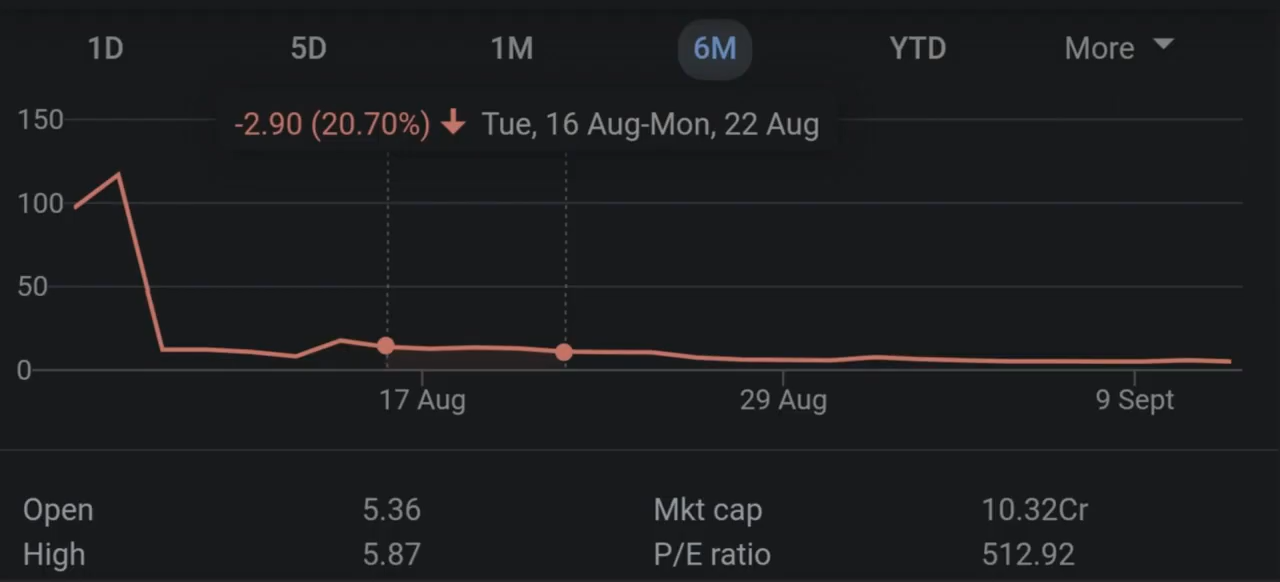 1D 5D 1M 6M YTD More
-2.90 (20.70%) Tue, 16 Aug-Mon, 22 Aug
150
100
50
0
17 Aug 29 Aug 9 Sept
Open 5.36 Mkt cap 10.32Cr
High 5.87 P/E ratio 512.92